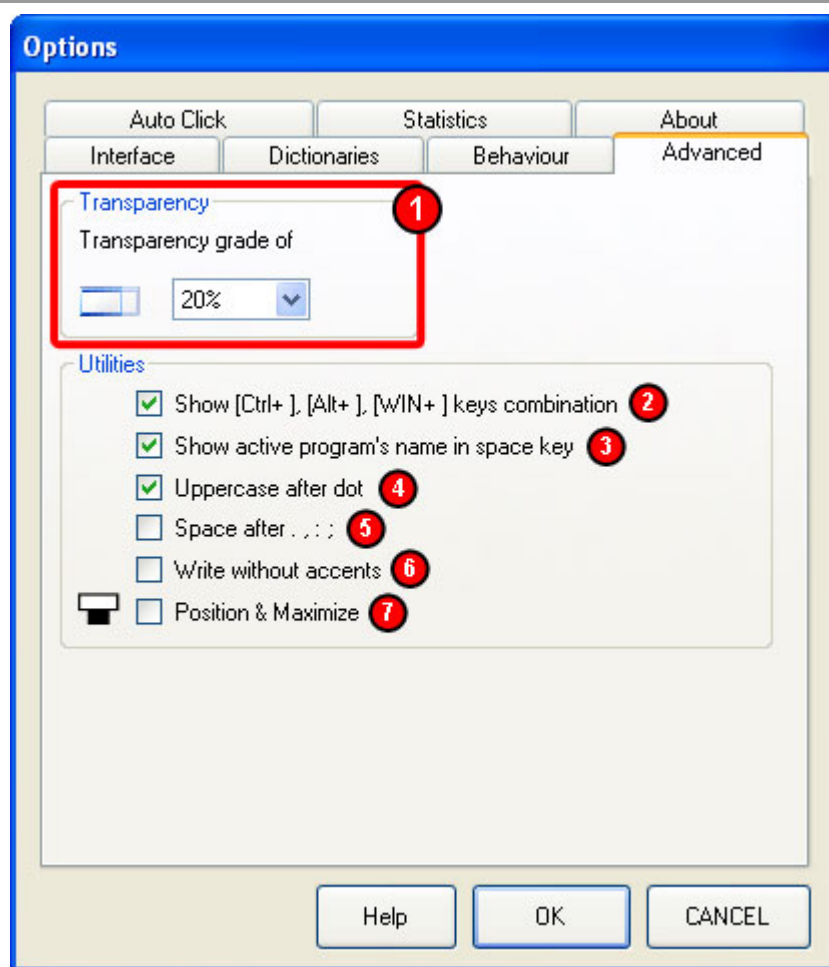 Options
Auto Click Statistics About
Interface Dictionaries Behaviour Advanced
Transparency 1
Transparency grade of
20%
Utilities
Show [Ctrl+ ], [Alt+ ], [WIN+ ] keys combination 2
Show active program's name in space key 3
Uppercase after dot 4
Space after . , : ; 5
Write without accents 6
Position & Maximize 7
Help OK CANCEL